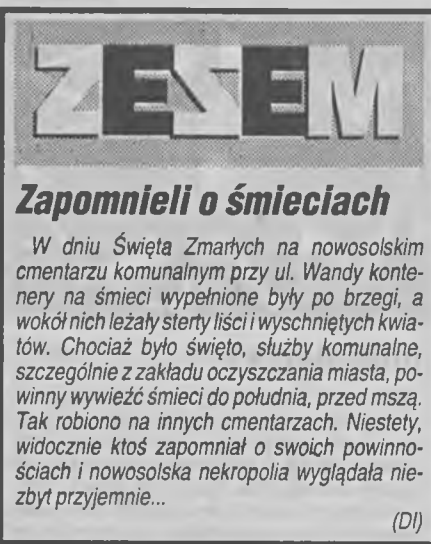 ZEZEM
Zapomnieli o śmieciach
W dniu Święta Zmarłych na nowosolskim
cmentarzu komunalnym przy ul. Wandy konte-
nery na śmieci wypełnione były po brzegi, a
wokół nich leżały sterty liści i wyschniętych kwia-
tów. Chociaż było święto, służby komunalne,
szczególnie z zakładu oczyszczania miasta, po-
winny wywieźć śmieci do południa, przed mszą.
Tak robiono na innych cmentarzach. Niestety,
widocznie ktoś zapomniał o swoich powinno-
ściach i nowosolska nekropolia wyglądała nie-
zbyt przyjemnie...
(DI)